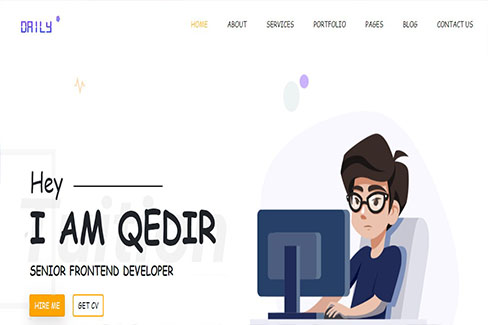 DAILY
HOME ABOUT SERVICES PORTFOLIO PAGES BLOG CONTACT US
Hey
Tuition
I AM QEDIR
SENIOR FRONTEND DEVELOPER
HIRE ME GET CV